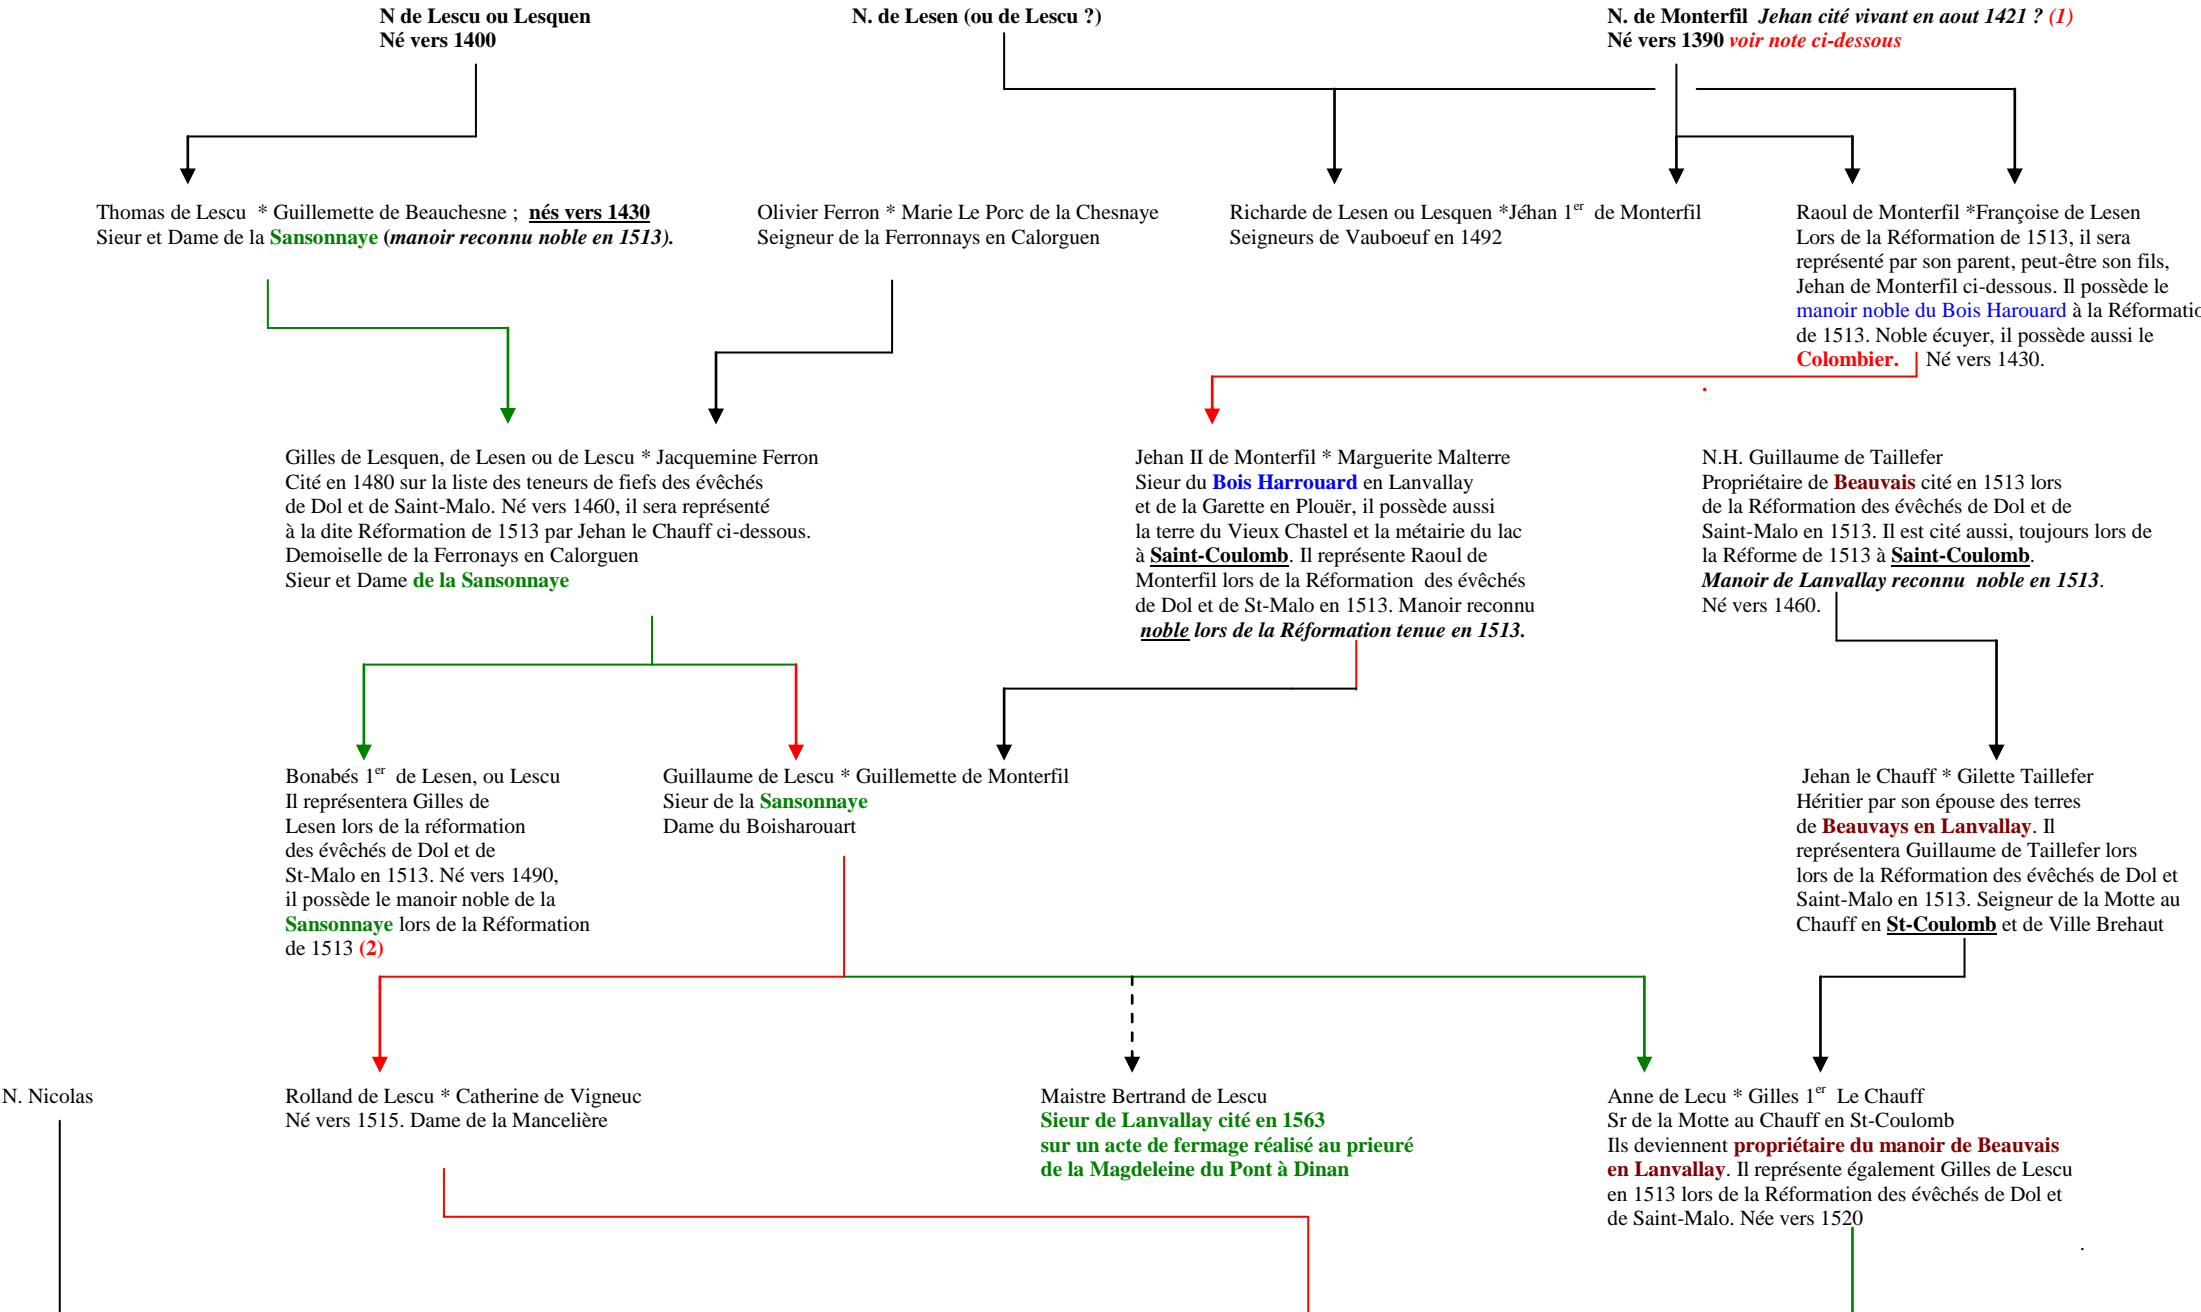 N de Lescu ou Lesquen
Né vers 1400
N. de Lesen (ou de Lescu ?)
N. de Monterfil Jehan cité vivant en aout 1421 ? (1)
Né vers 1390 voir note ci-dessous
Thomas de Lescu * Guillemette de Beauchesne ; nés vers 1430
Sieur et Dame de la Sansonnaye (manoir reconnu noble en 1513).
Olivier Ferron * Marie Le Porc de la Chesnaye
Seigneur de la Ferronnays en Calorguen
Richarde de Lesen ou Lesquen *Jéhan 1er de Monterfil
Seigneurs de Vauboeuf en 1492
Raoul de Monterfil *Françoise de Lesen
Lors de la Réformation de 1513, il sera
représenté par son parent, peut-être son fils,
Jehan de Monterfil ci-dessous. Il possède le
manoir noble du Bois Harouard à la Réformatio
de 1513. Noble écuyer, il possède aussi le
Colombier. Né vers 1430.
.
Gilles de Lesquen, de Lesen ou de Lescu * Jacquemine Ferron
Cité en 1480 sur la liste des teneurs de fiefs des évêchés
de Dol et de Saint-Malo. Né vers 1460, il sera représenté
à la dite Réformation de 1513 par Jehan le Chauff ci-dessous.
Demoiselle de la Ferronays en Calorguen
Sieur et Dame de la Sansonnaye
Jehan II de Monterfil * Marguerite Malterre
Sieur du Bois Harrouard en Lanvallay
et de la Garette en Plouër, il possède aussi
la terre du Vieux Chastel et la métairie du lac
à Saint-Coulomb. Il représente Raoul de
Monterfil lors de la Réformation des évêchés
de Dol et de St-Malo en 1513. Manoir reconnu
noble lors de la Réformation tenue en 1513.
N.H. Guillaume de Taillefer
Propriétaire de Beauvais cité en 1513 lors
de la Réformation des évêchés de Dol et de
Saint-Malo en 1513. Il est cité aussi, toujours lors de
la Réforme de 1513 à Saint-Coulomb.
Manoir de Lanvallay reconnu noble en 1513.
Né vers 1460.
Bonabés 1er de Lesen, ou Lescu
Il représentera Gilles de
Lesen lors de la réformation
des évêchés de Dol et de
St-Malo en 1513. Né vers 1490,
il possède le manoir noble de la
Sansonnaye lors de la Réformation
de 1513 (2)
Guillaume de Lescu * Guillemette de Monterfil
Sieur de la Sansonnaye
Dame du Boisharouart
Jehan le Chauff * Gilette Taillefer
Héritier par son épouse des terres
de Beauvays en Lanvallay. Il
représentera Guillaume de Taillefer lors
lors de la Réformation des évêchés de Dol et
Saint-Malo en 1513. Seigneur de la Motte au
Chauff en St-Coulomb et de Ville Brehaut
N. Nicolas
Rolland de Lescu * Catherine de Vigneuc
Né vers 1515. Dame de la Mancelière
Maistre Bertrand de Lescu
Sieur de Lanvallay cité en 1563
sur un acte de fermage réalisé au prieuré
de la Magdeleine du Pont à Dinan
Anne de Lecu * Gilles 1er Le Chauff
Sr de la Motte au Chauff en St-Coulomb
Ils deviennent propriétaire du manoir de Beauvais
en Lanvallay. Il représente également Gilles de Lescu
en 1513 lors de la Réformation des évêchés de Dol et
de Saint-Malo. Née vers 1520
.